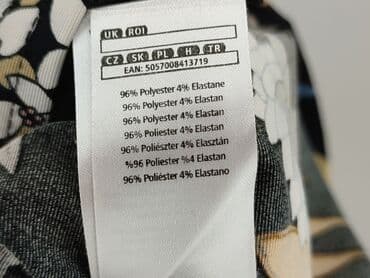 UK ROI
CZ SK PL H TR
EAN: 5057008413719
96% Polyester 4% Elastane
96% Polyester 4% Elastan
96% Polyester 4% Elastan
96% Poliester 4% Elastan
96% Poliészter 4% Elasztán
%96 Poliester %4 Elastan
96% Poliéster 4% Elastano